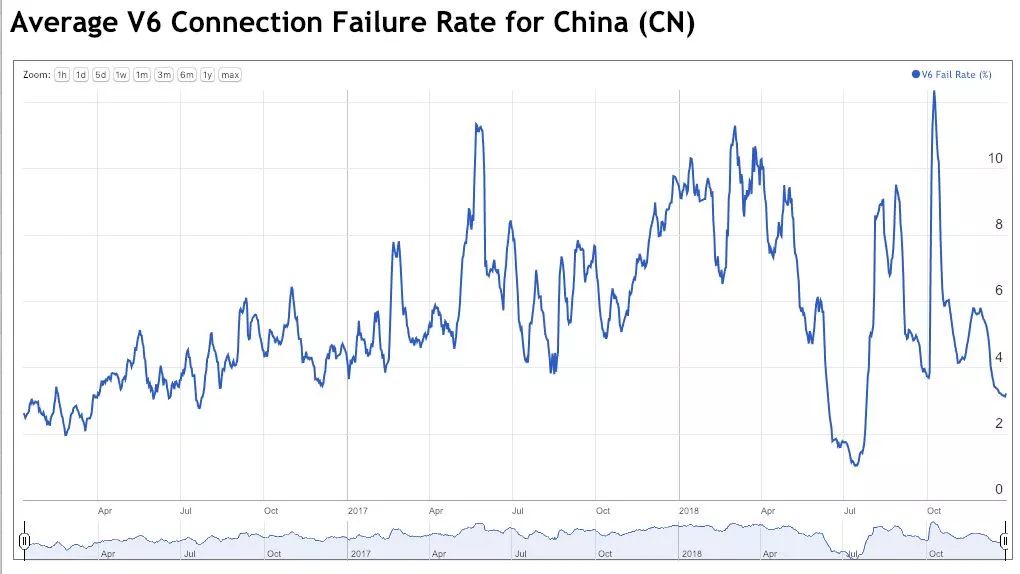 Average V6 Connection Failure Rate for China (CN)
Zoom: 1h 1d 5d 1w 1m 3m 6m 1y max
V6 Fail Rate (%)
10
8
6
4
2
0
Apr Jul Oct 2017 Apr Jul Oct 2018 Apr Jul Oct
Apr Jul Oct 2017 Apr Jul Oct 2018 Apr Jul Oct